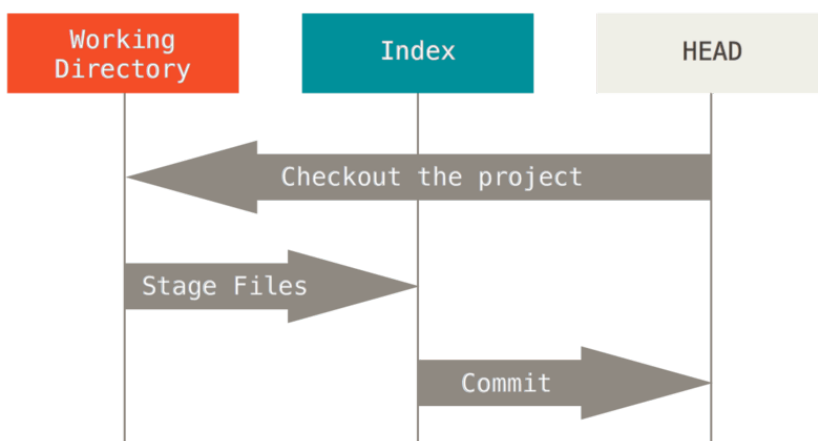 Working
Directory
Index
HEAD
Checkout the project
Stage Files
Commit